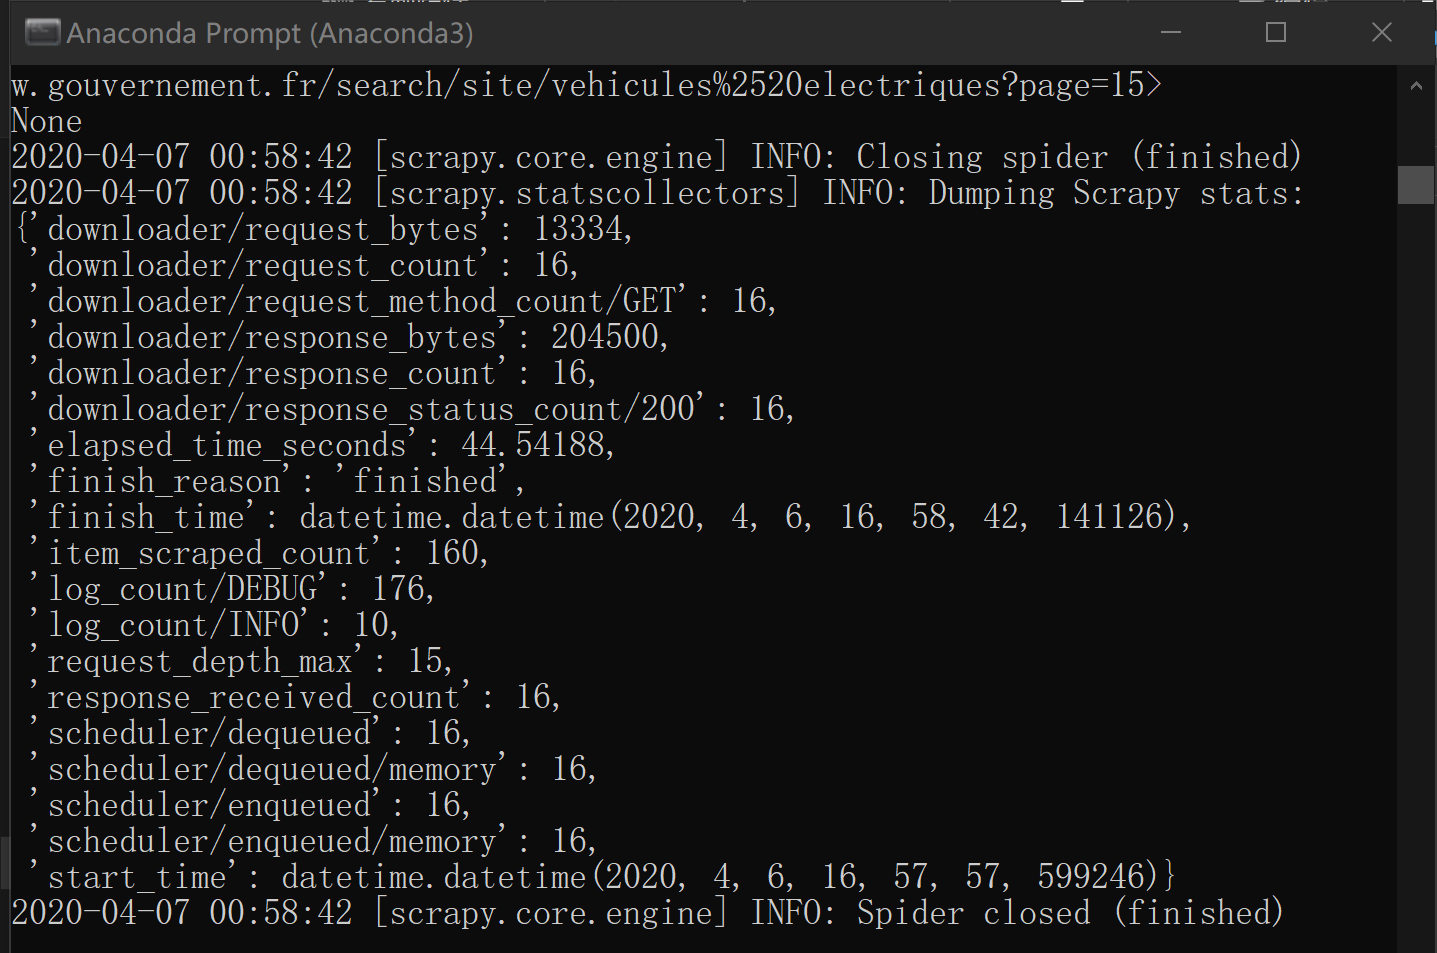 Anaconda Prompt (Anaconda3)
w.gouvernement.fr/search/site/vehicules%2520electriques?page=15>
None
2020-04-07 00:58:42 [scrapy.core.engine] INFO: Closing spider (finished)
2020-04-07 00:58:42 [scrapy.statscollectors] INFO: Dumping Scrapy stats:
{'downloader/request_bytes': 13334,
 'downloader/request_count': 16,
 'downloader/request_method_count/GET': 16,
 'downloader/response_bytes': 204500,
 'downloader/response_count': 16,
 'downloader/response_status_count/200': 16,
 'elapsed_time_seconds': 44.54188,
 'finish_reason': 'finished',
 'finish_time': datetime.datetime(2020, 4, 6, 16, 58, 42, 141126),
 'item_scraped_count': 160,
 'log_count/DEBUG': 176,
 'log_count/INFO': 10,
 'request_depth_max': 15,
 'response_received_count': 16,
 'scheduler/dequeued': 16,
 'scheduler/dequeued/memory': 16,
 'scheduler/enqueued': 16,
 'scheduler/enqueued/memory': 16,
 'start_time': datetime.datetime(2020, 4, 6, 16, 57, 57, 599246)}
2020-04-07 00:58:42 [scrapy.core.engine] INFO: Spider closed (finished)